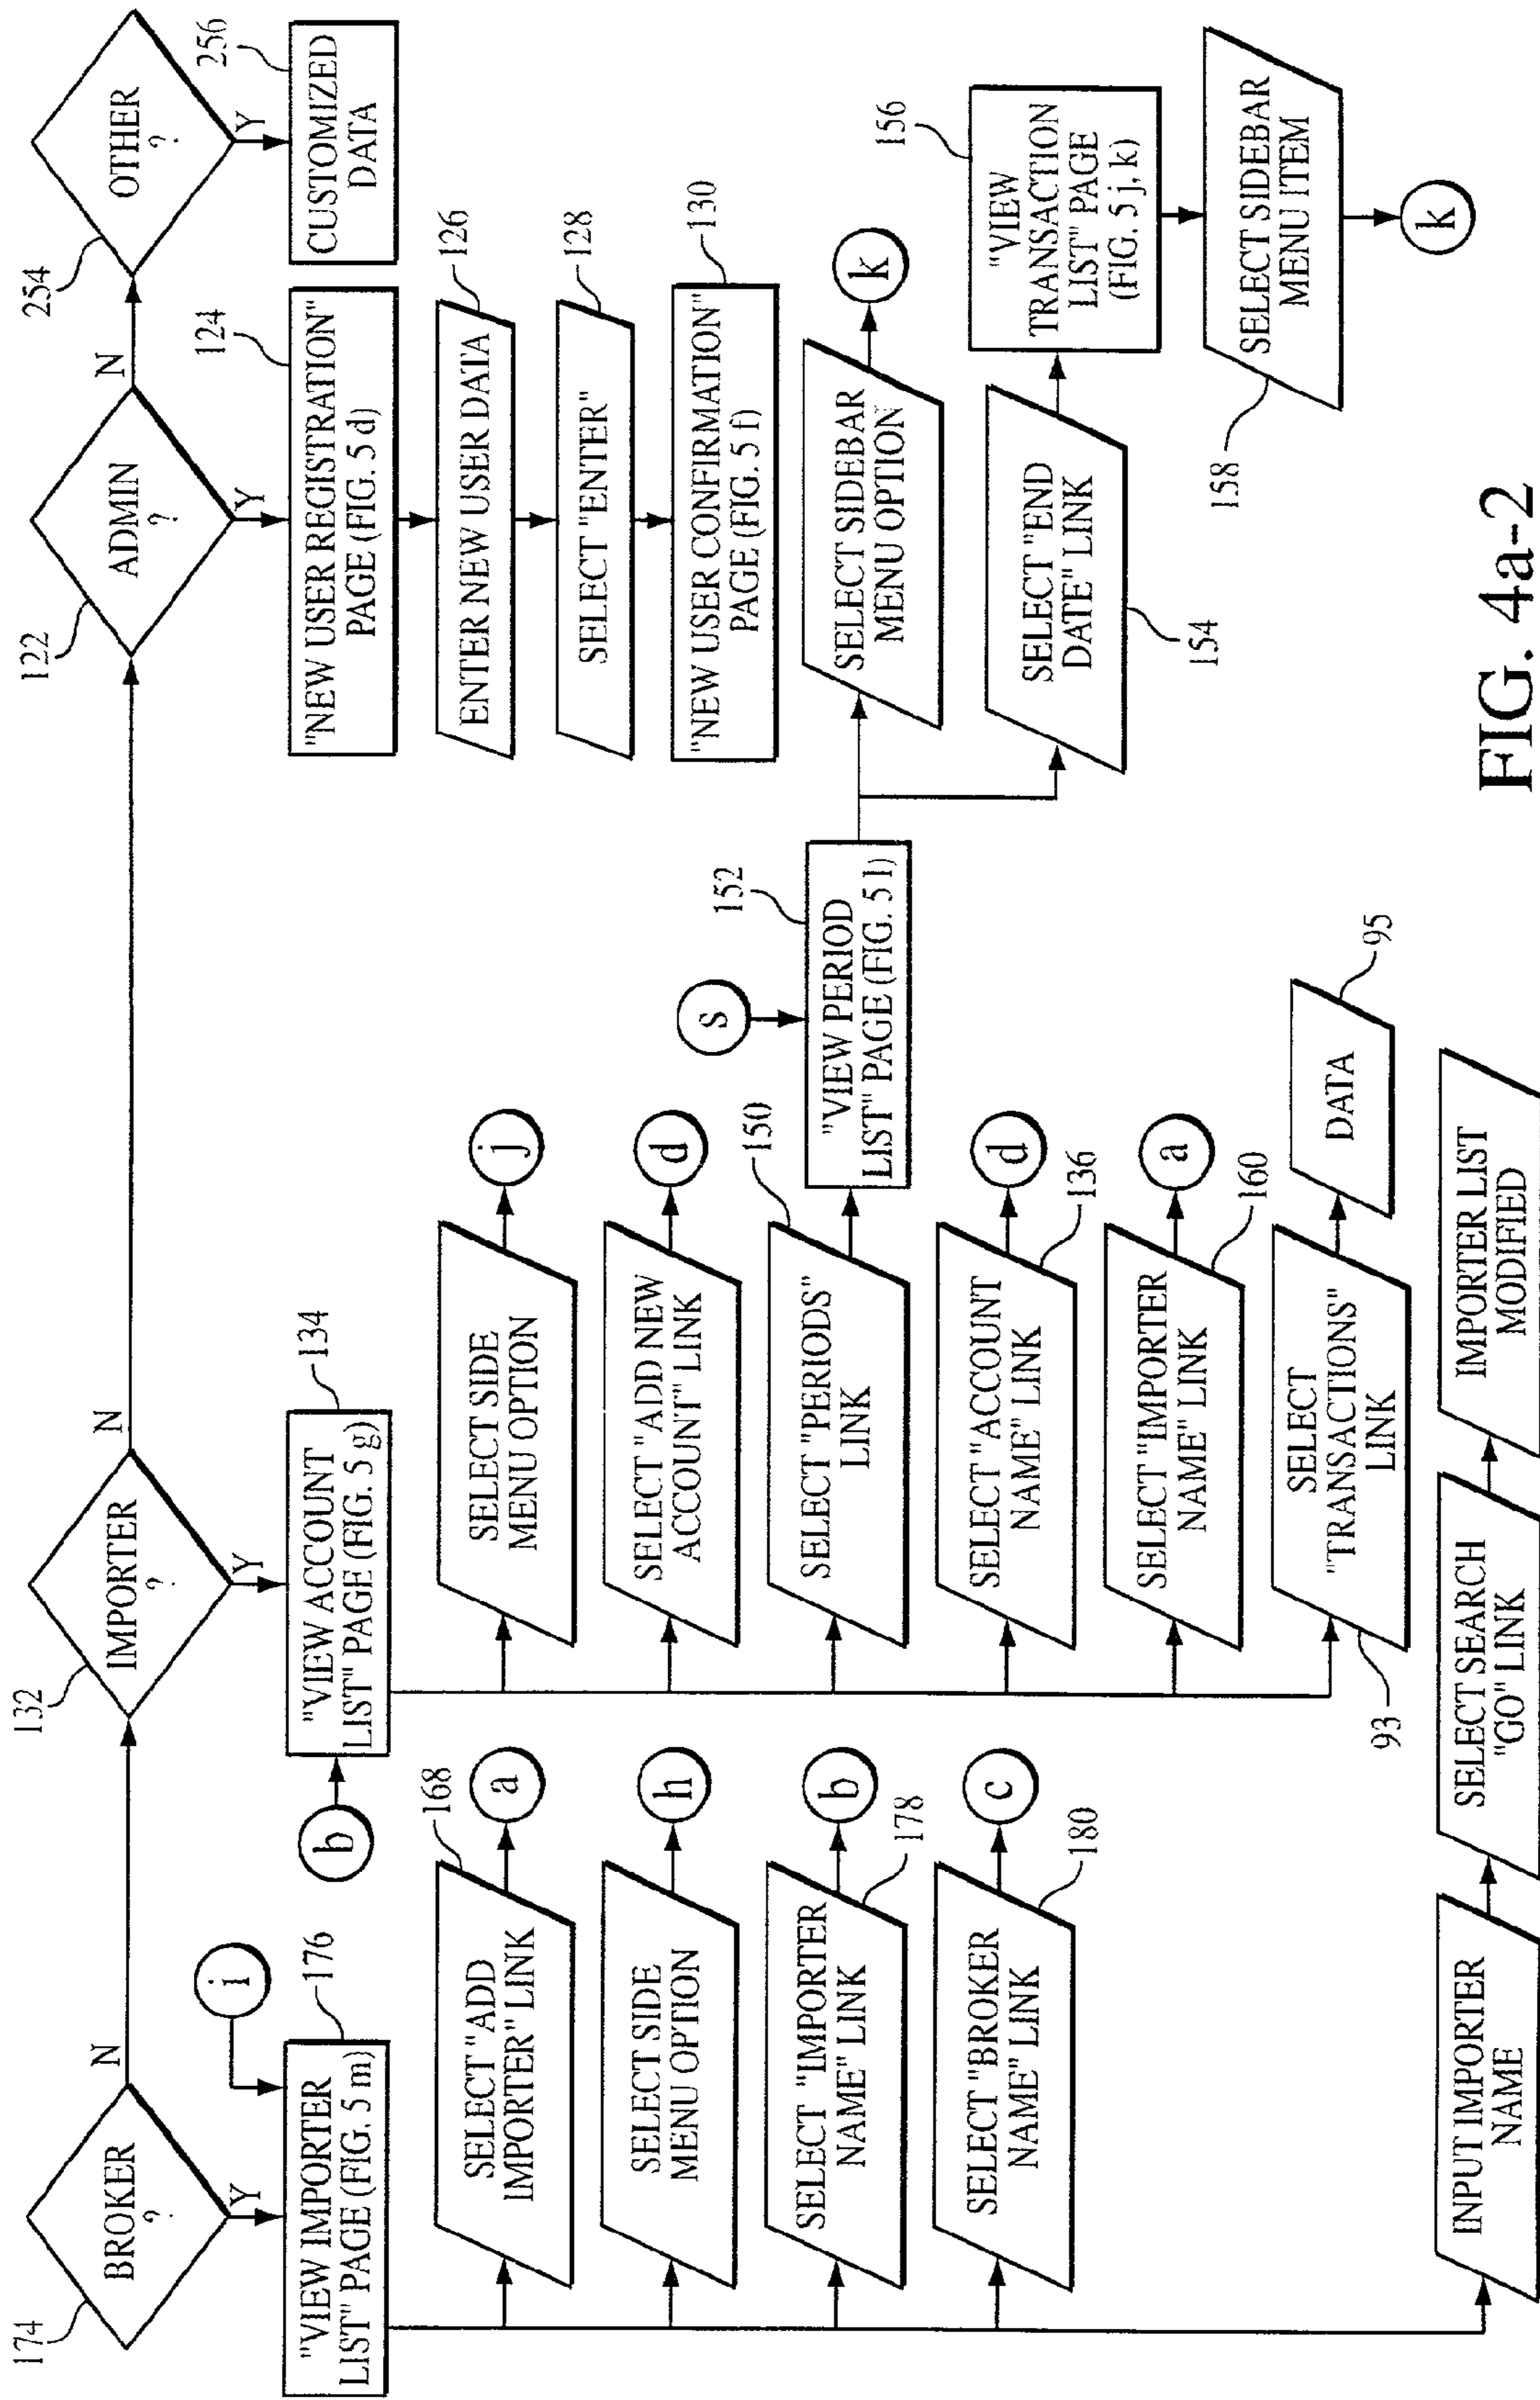 174
BROKER
?
N
Y
i
176
"VIEW IMPORTER
LIST" PAGE (FIG. 5 m)
168
SELECT "ADD
IMPORTER" LINK
a
SELECT SIDE
MENU OPTION
h
SELECT "IMPORTER
NAME" LINK
b
178
SELECT "BROKER
NAME" LINK
c
180
INPUT IMPORTER
NAME
SELECT SEARCH
"GO" LINK
IMPORTER LIST
MODIFIED
132
IMPORTER
?
N
Y
b
134
"VIEW ACCOUNT
LIST" PAGE (FIG. 5 g)
SELECT SIDE
MENU OPTION
j
SELECT "ADD NEW
ACCOUNT" LINK
d
150
SELECT "PERIODS"
LINK
SELECT "ACCOUNT
NAME" LINK
d
136
SELECT "IMPORTER
NAME" LINK
a
160
SELECT
"TRANSACTIONS"
LINK
93
DATA
95
s
152
"VIEW PERIOD
LIST" PAGE (FIG. 5 l)
SELECT SIDEBAR
MENU OPTION
k
SELECT "END
DATE" LINK
154
156
"VIEW
TRANSACTION
LIST" PAGE
(FIG. 5 j, k)
158
SELECT SIDEBAR
MENU ITEM
k
122
ADMIN
?
N
Y
124
"NEW USER REGISTRATION"
PAGE (FIG. 5 d)
126
ENTER NEW USER DATA
128
SELECT "ENTER"
130
"NEW USER CONFIRMATION"
PAGE (FIG. 5 f)
254
OTHER
?
Y
256
CUSTOMIZED
DATA
FIG. 4a-2